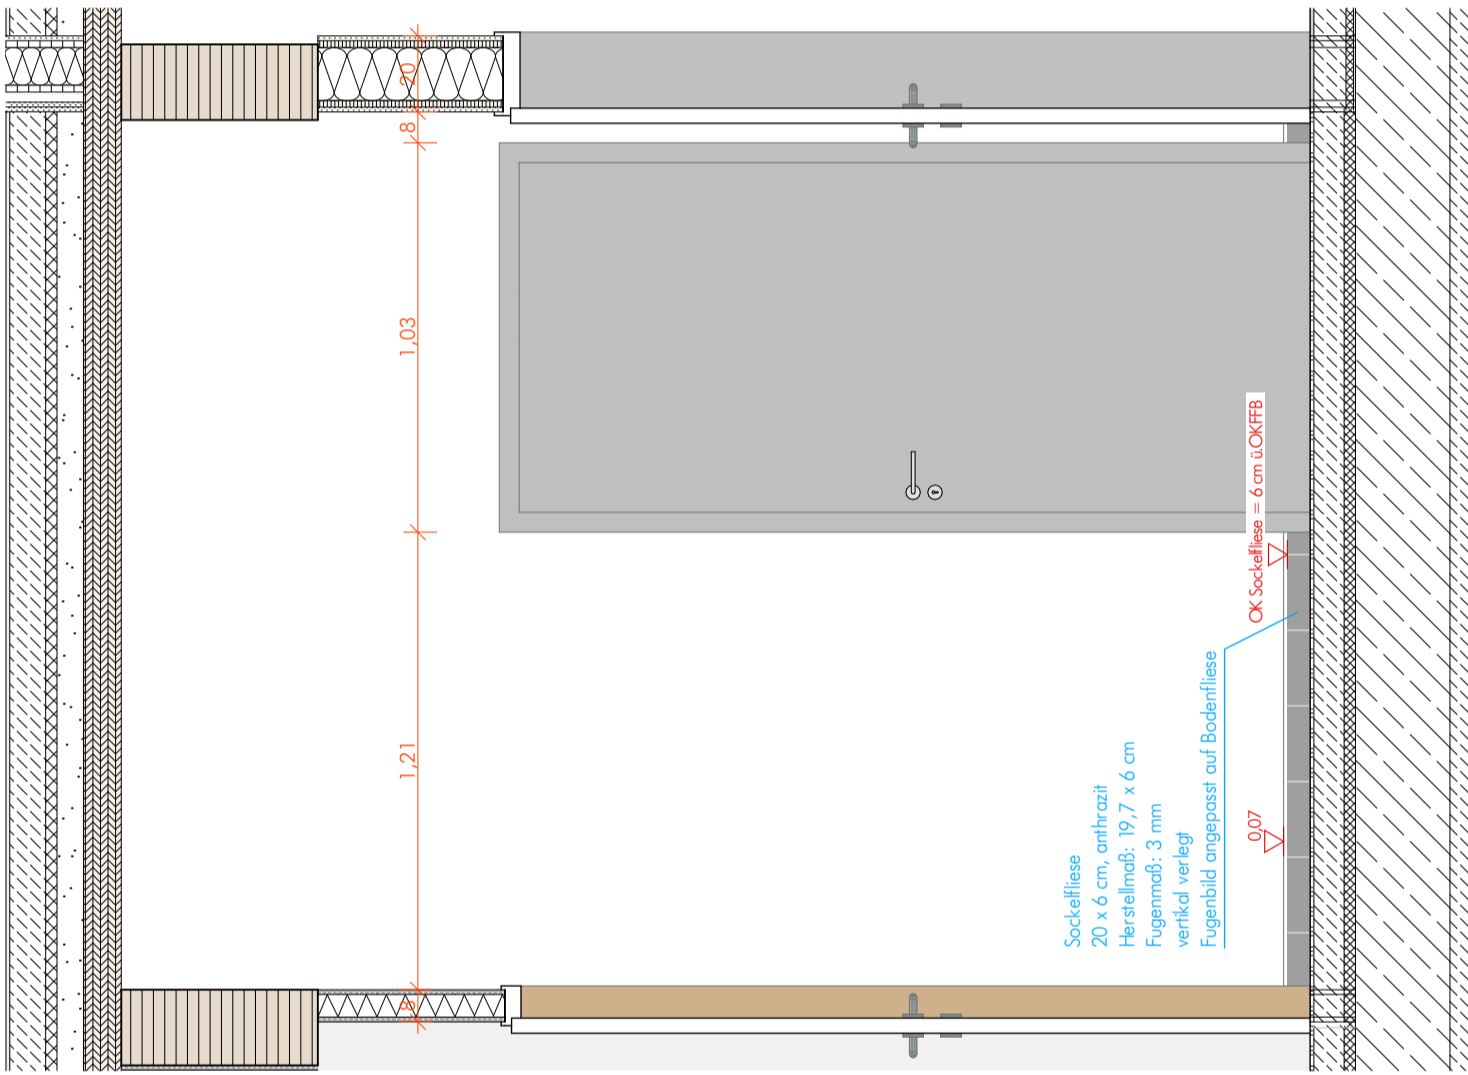 8
1,21
1,03
8
20
Sockelfliese
20 x 6 cm, anthrazit
Herstellmaß: 19,7 x 6 cm
Fugenmaß: 3 mm
vertikal verlegt
Fugenbild angepasst auf Bodenfliese
0,07
OK Sockelfliese = 6 cm ü.OKFFB